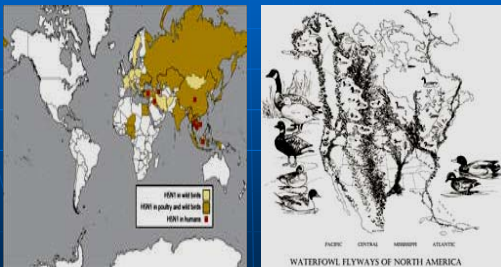 H5N1 in wild birds
H5N1 in poultry and wild birds
H5N1 in humans
PACIFIC CENTRAL MISSISSIPPI ATLANTIC
WATERFOWL FLYWAYS OF NORTH AMERICA